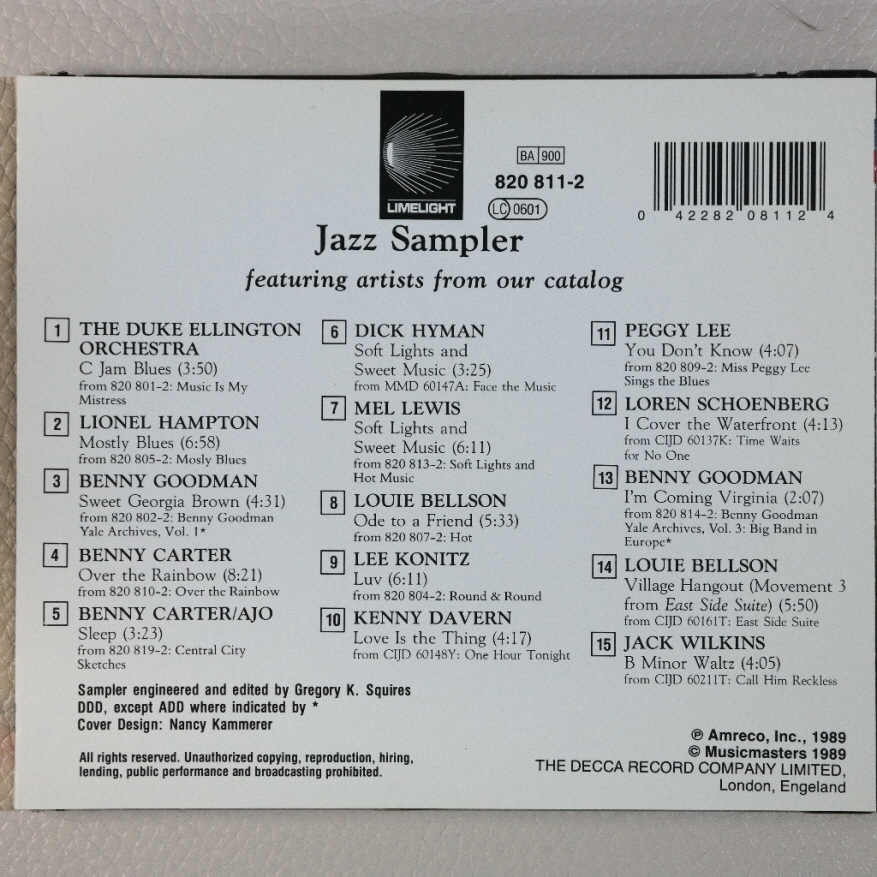 LIMELIGHT
BA 900
820 811-2
LC 0601
0 42282 08112 4
Jazz Sampler
featuring artists from our catalog
1 THE DUKE ELLINGTON
ORCHESTRA
C Jam Blues (3:50)
from 820 801-2: Music Is My
Mistress
2 LIONEL HAMPTON
Mostly Blues (6:58)
from 820 805-2: Mosly Blues
3 BENNY GOODMAN
Sweet Georgia Brown (4:31)
from 820 802-2: Benny Goodman
Yale Archives, Vol. 1*
4 BENNY CARTER
Over the Rainbow (8:21)
from 820 810-2: Over the Rainbow
5 BENNY CARTER/AJO
Sleep (3:23)
from 820 819-2: Central City
Sketches
6 DICK HYMAN
Soft Lights and
Sweet Music (3:25)
from MMD 60147A: Face the Music
7 MEL LEWIS
Soft Lights and
Sweet Music (6:11)
from 820 813-2: Soft Lights and
Hot Music
8 LOUIE BELLSON
Ode to a Friend (5:33)
from 820 807-2: Hot
9 LEE KONITZ
Luv (6:11)
from 820 804-2: Round & Round
10 KENNY DAVERN
Love Is the Thing (4:17)
from CIJD 60148Y: One Hour Tonight
11 PEGGY LEE
You Don't Know (4:07)
from 820 809-2: Miss Peggy Lee
Sings the Blues
12 LOREN SCHOENBERG
I Cover the Waterfront (4:13)
from CIJD 60137K: Time Waits
for No One
13 BENNY GOODMAN
I'm Coming Virginia (2:07)
from 820 814-2: Benny Goodman
Yale Archives, Vol. 3: Big Band in
Europe*
14 LOUIE BELLSON
Village Hangout (Movement 3
from East Side Suite) (5:50)
from CIJD 60161T: East Side Suite
15 JACK WILKINS
B Minor Waltz (4:05)
from CIJD 60211T: Call Him Reckless
Sampler engineered and edited by Gregory K. Squires
DDD, except ADD where indicated by *
Cover Design: Nancy Kammerer
All rights reserved. Unauthorized copying, reproduction, hiring,
lending, public performance and broadcasting prohibited.
℗ Amreco, Inc., 1989
© Musicmasters 1989
THE DECCA RECORD COMPANY LIMITED,
London, Engeland